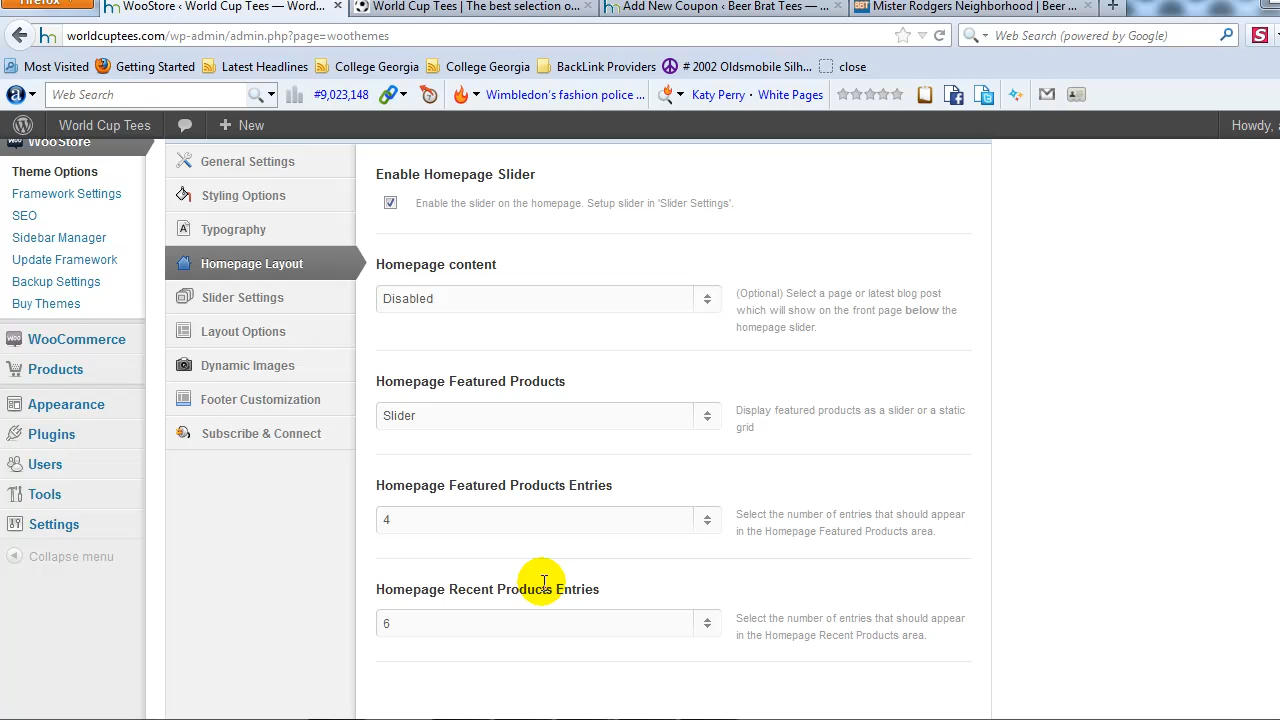 Firefox
WooStore ‹ World Cup Tees — Word...
World Cup Tees | The best selection o...
Add New Coupon ‹ Beer Brat Tees — ...
BBT Mister Rodgers Neighborhood | Beer ...
worldcuptees.com/wp-admin/admin.php?page=woothemes
Web Search (powered by Google)
Most Visited
Getting Started
Latest Headlines
College Georgia
College Georgia
BackLink Providers
# 2002 Oldsmobile Silh...
close
Web Search
#9,023,148
Wimbledon's fashion police ...
Katy Perry · White Pages
World Cup Tees
+ New
Howdy,
WooStore
Theme Options
Framework Settings
SEO
Sidebar Manager
Update Framework
Backup Settings
Buy Themes
WooCommerce
Products
Appearance
Plugins
Users
Tools
Settings
Collapse menu
General Settings
Styling Options
Typography
Homepage Layout
Slider Settings
Layout Options
Dynamic Images
Footer Customization
Subscribe & Connect
Enable Homepage Slider
Enable the slider on the homepage. Setup slider in 'Slider Settings'.
Homepage content
Disabled
(Optional) Select a page or latest blog post
which will show on the front page below the
homepage slider.
Homepage Featured Products
Slider
Display featured products as a slider or a static
grid
Homepage Featured Products Entries
4
Select the number of entries that should appear
in the Homepage Featured Products area.
Homepage Recent Products Entries
6
Select the number of entries that should appear
in the Homepage Recent Products area.